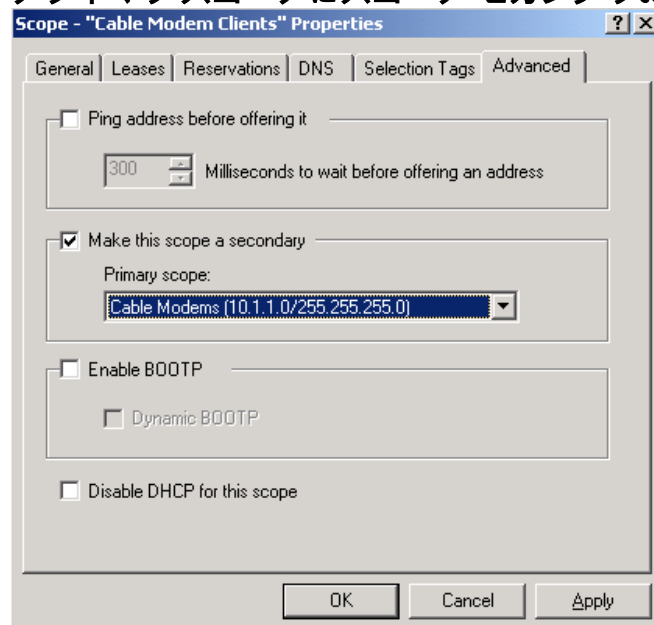 Scope - "Cable Modem Clients" Properties
General Leases Reservations DNS Selection Tags Advanced
Ping address before offering it
300 Milliseconds to wait before offering an address
Make this scope a secondary
Primary scope:
Cable Modems (10.1.1.0/255.255.255.0)
Enable BOOTP
Dynamic BOOTP
Disable DHCP for this scope
OK Cancel Apply